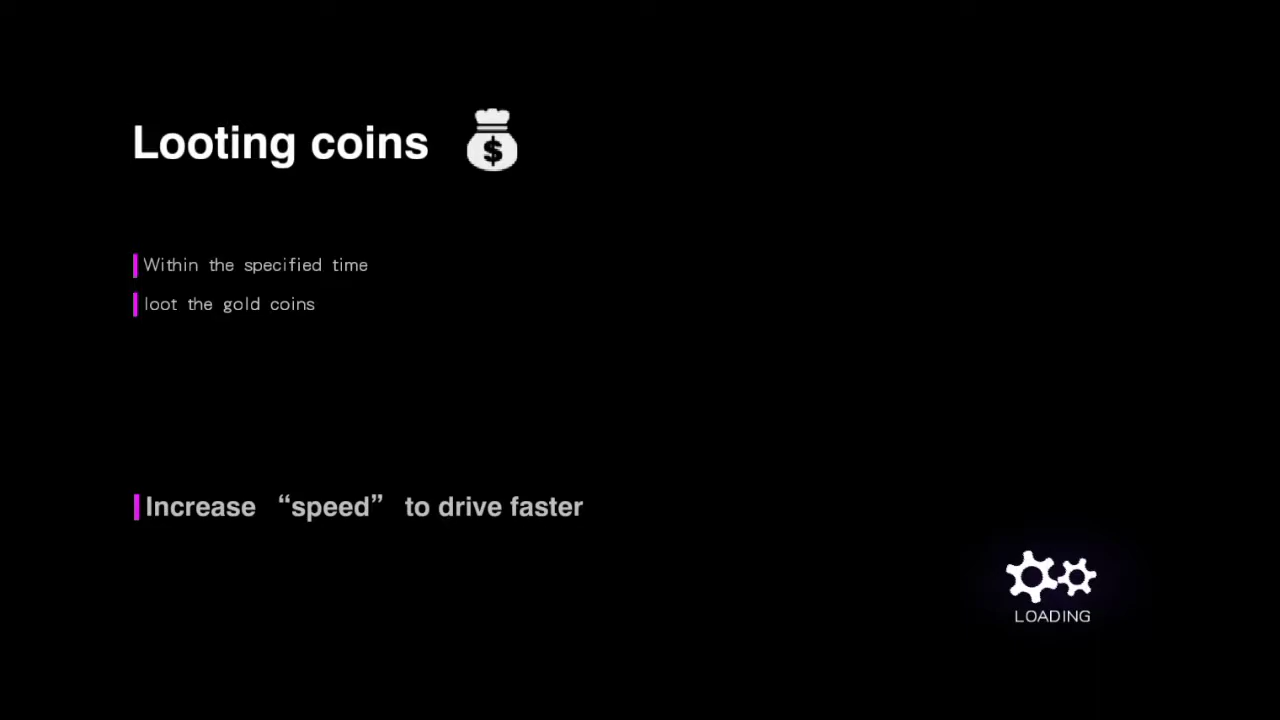 Looting coins
$
Within the specified time
loot the gold coins
Increase “speed” to drive faster
LOADING